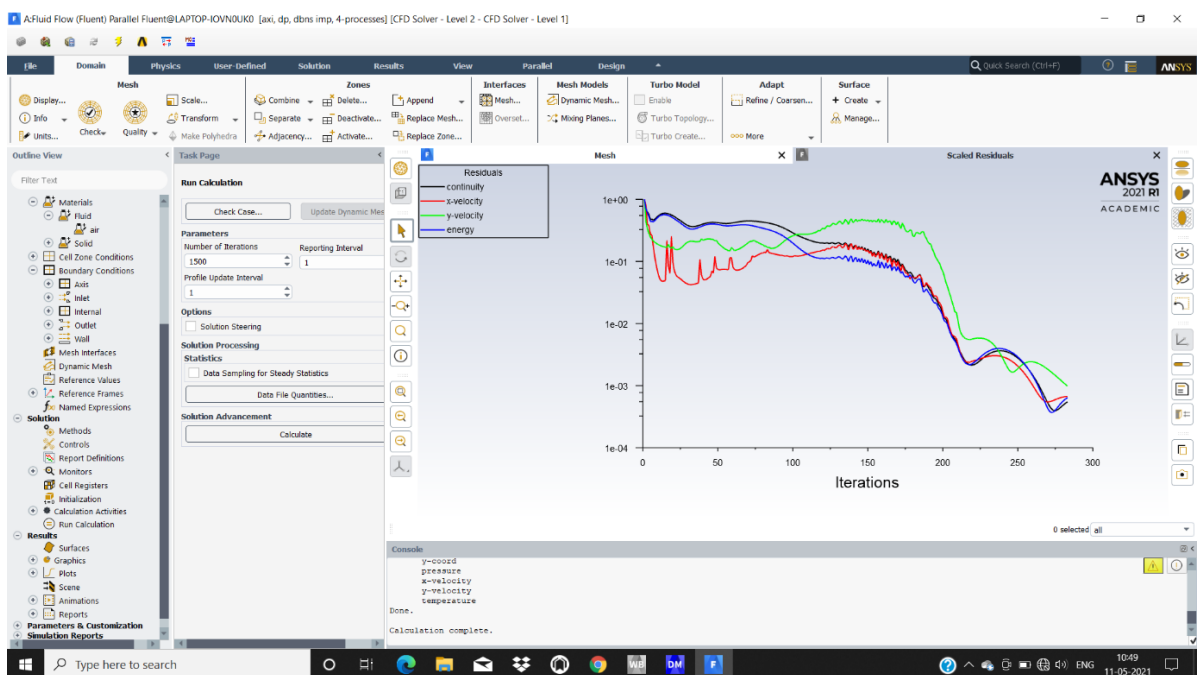 A:Fluid Flow (Fluent) Parallel Fluent@LAPTOP-IOVN0UK0 [axi, dp, dbns imp, 4-processes] [CFD Solver - Level 2 - CFD Solver - Level 1]
File Domain Physics User-Defined Solution Results View Parallel Design
Quick Search (Ctrl+F)
ANSYS
Mesh Zones Interfaces Mesh Models Turbo Model Adapt Surface
Display... Scale... Combine Delete... Append Mesh... Dynamic Mesh... Enable Refine / Coarsen... + Create
Info Transform Separate Deactivate... Replace Mesh... Overset... Mixing Planes... Turbo Topology... Manage...
Units... Check Quality Make Polyhedra Adjacency... Activate... Replace Zone... Turbo Create... More
Outline View
Filter Text
Materials
Fluid
air
Solid
Cell Zone Conditions
Boundary Conditions
Axis
Inlet
Internal
Outlet
Wall
Mesh Interfaces
Dynamic Mesh
Reference Values
Reference Frames
Named Expressions
Solution
Methods
Controls
Report Definitions
Monitors
Cell Registers
Initialization
Calculation Activities
Run Calculation
Results
Surfaces
Graphics
Plots
Scene
Animations
Reports
Parameters & Customization
Simulation Reports
Task Page
Run Calculation
Check Case... Update Dynamic Mes
Parameters
Number of Iterations Reporting Interval
1500 1
Profile Update Interval
1
Options
Solution Steering
Solution Processing
Statistics
Data Sampling for Steady Statistics
Data File Quantities...
Solution Advancement
Calculate
Mesh
Scaled Residuals
Residuals
continuity
x-velocity
y-velocity
energy
ANSYS
2021 R1
ACADEMIC
1e+00
1e-01
1e-02
1e-03
1e-04
0 50 100 150 200 250 300
Iterations
0 selected all
Console
y-coord
pressure
x-velocity
y-velocity
temperature
Done.
Calculation complete.
Type here to search
WB DM F
ENG
10:49
11-05-2021